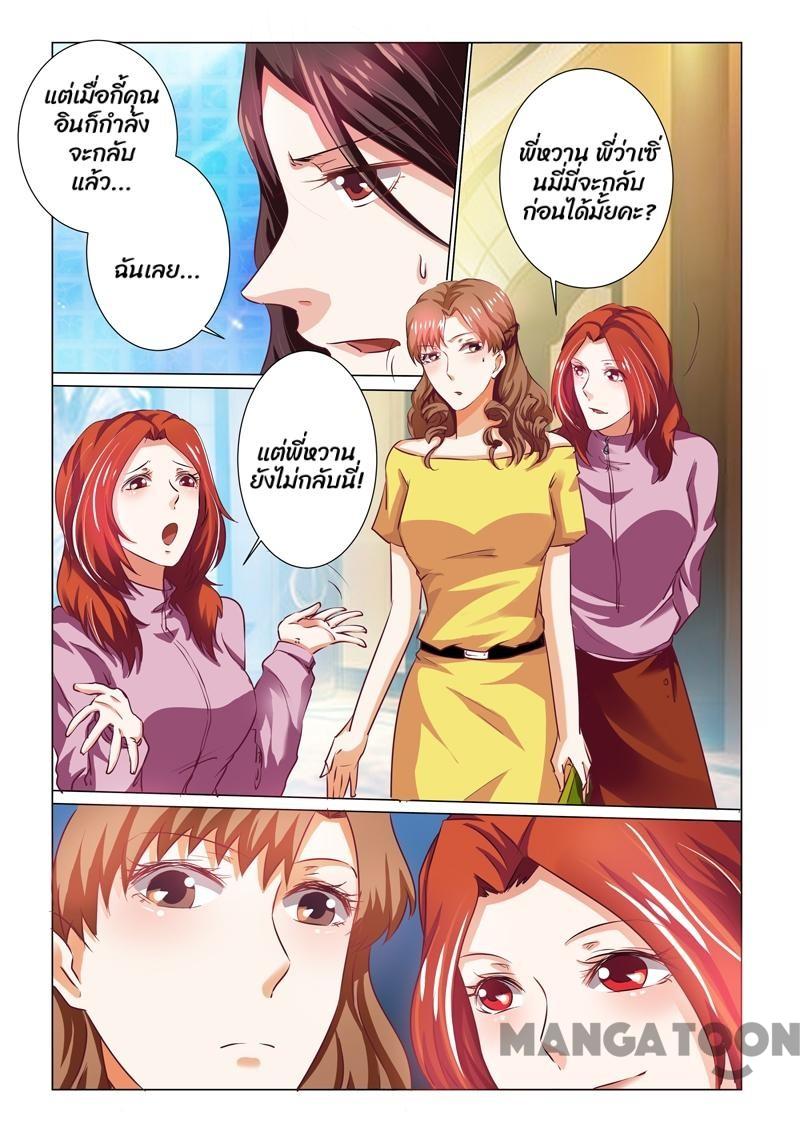 แต่เมื่อกี้คุณ
อินก็กำลัง
จะกลับ
แล้ว...
ฉันเลย...
พี่หวาน พี่ว่าเซิ่
นมีมี่จะกลับ
ก่อนได้มั้ยคะ?
แต่พี่หวาน
ยังไม่กลับนี่!
MANGATOON